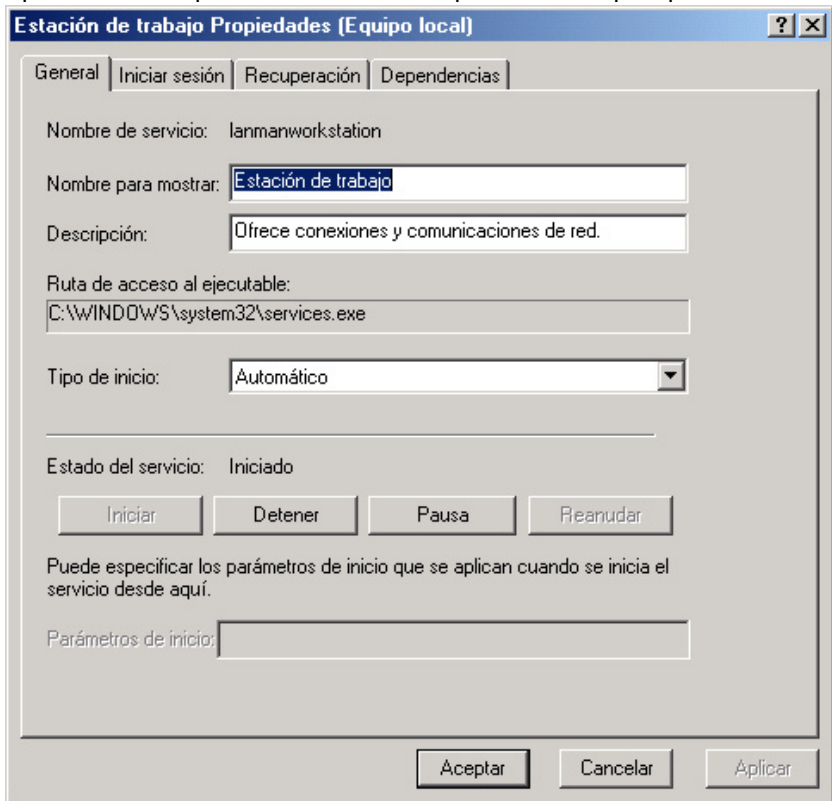 Estación de trabajo Propiedades (Equipo local)
General Iniciar sesión Recuperación Dependencias
Nombre de servicio: lanmanworkstation
Nombre para mostrar: Estación de trabajo
Descripción: Ofrece conexiones y comunicaciones de red.
Ruta de acceso al ejecutable:
C:\WINDOWS\system32\services.exe
Tipo de inicio: Automático
Estado del servicio: Iniciado
Iniciar Detener Pausa Reanudar
Puede especificar los parámetros de inicio que se aplican cuando se inicia el
servicio desde aquí.
Parámetros de inicio:
Aceptar Cancelar Aplicar